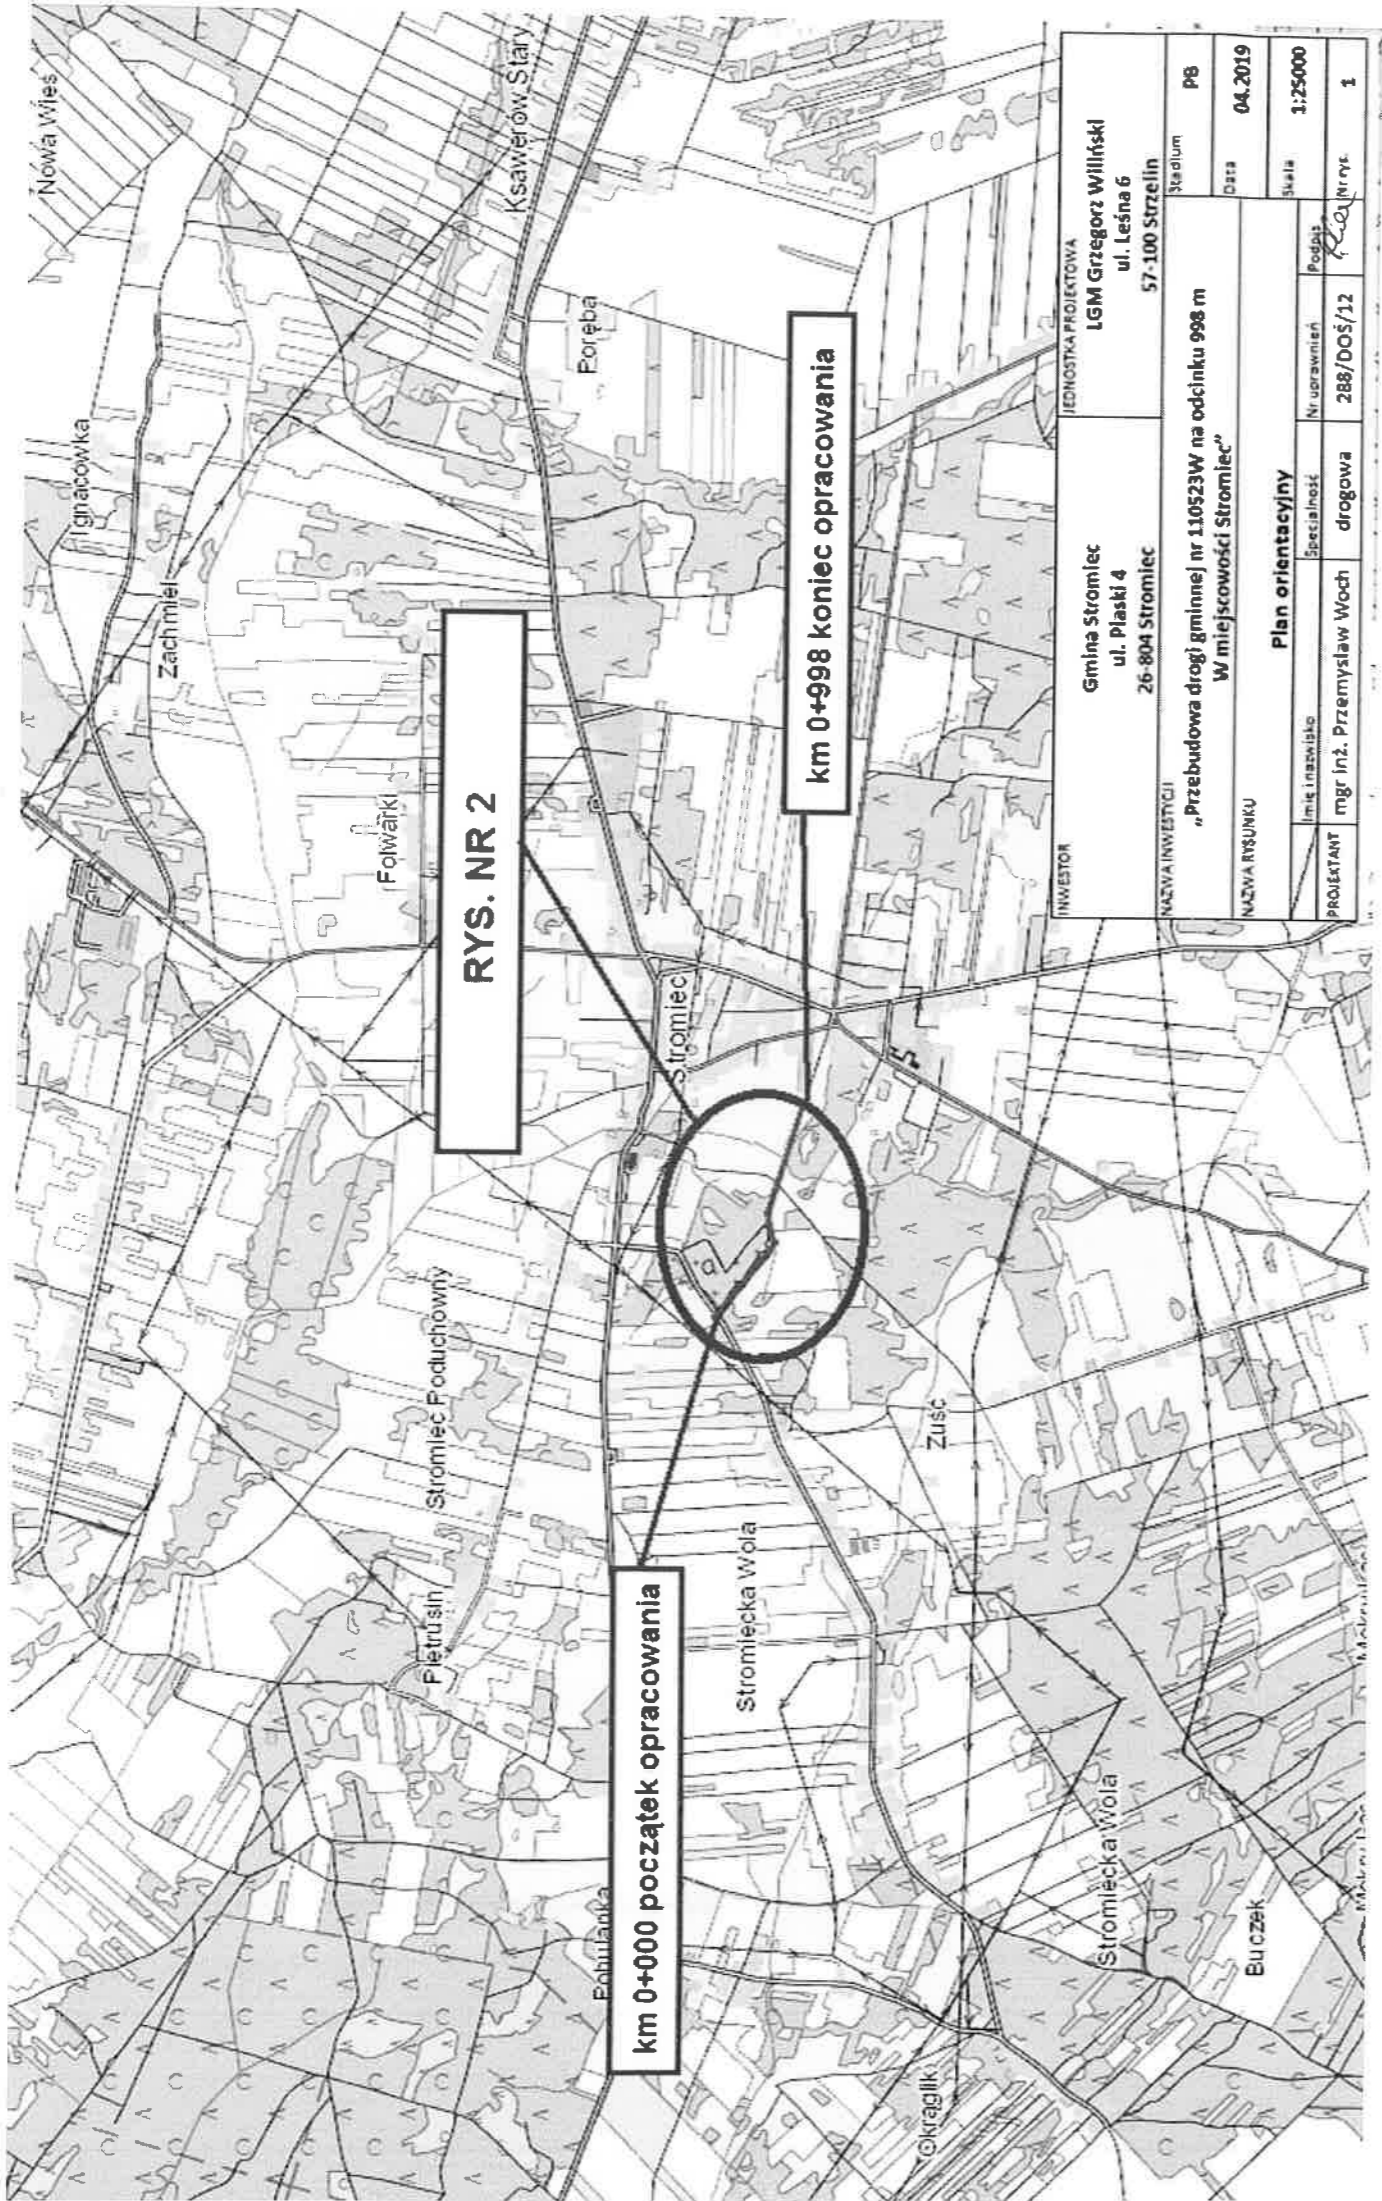 Nowa Wieś
Ignacówka
Zachmiel
Ksawerów Stary
Folwarki
Poręba
RYS. NR 2
Stromiec
km 0+998 koniec opracowania
Stromiec Poduchowny
Pietrusin
km 0+000 początek opracowania
Stromiecka Wola
Zuść
Pohulanka
Stromiecka Wola
Buczek
Okrąglik
INWESTOR
Gmina Stromiec
ul. Piaski 4
26-804 Stromiec
JEDNOSTKA PROJEKTOWA
LGM Grzegorz Wiliński
ul. Leśna 6
57-100 Strzelin
NAZWA INWESTYCJI
„Przebudowa drogi gminnej nr 110523W na odcinku 998 m
W miejscowości Stromiec”
Stadium
PB
Data
04.2019
NAZWA RYSUNKU
Plan orientacyjny
Skala
1:25000
Imię i nazwisko
Specjalność
Nr uprawnień
Podpis
Nr rys.
PROJEKTANT
mgr inż. Przemysław Woch
drogowa
288/DOŚ/12
1